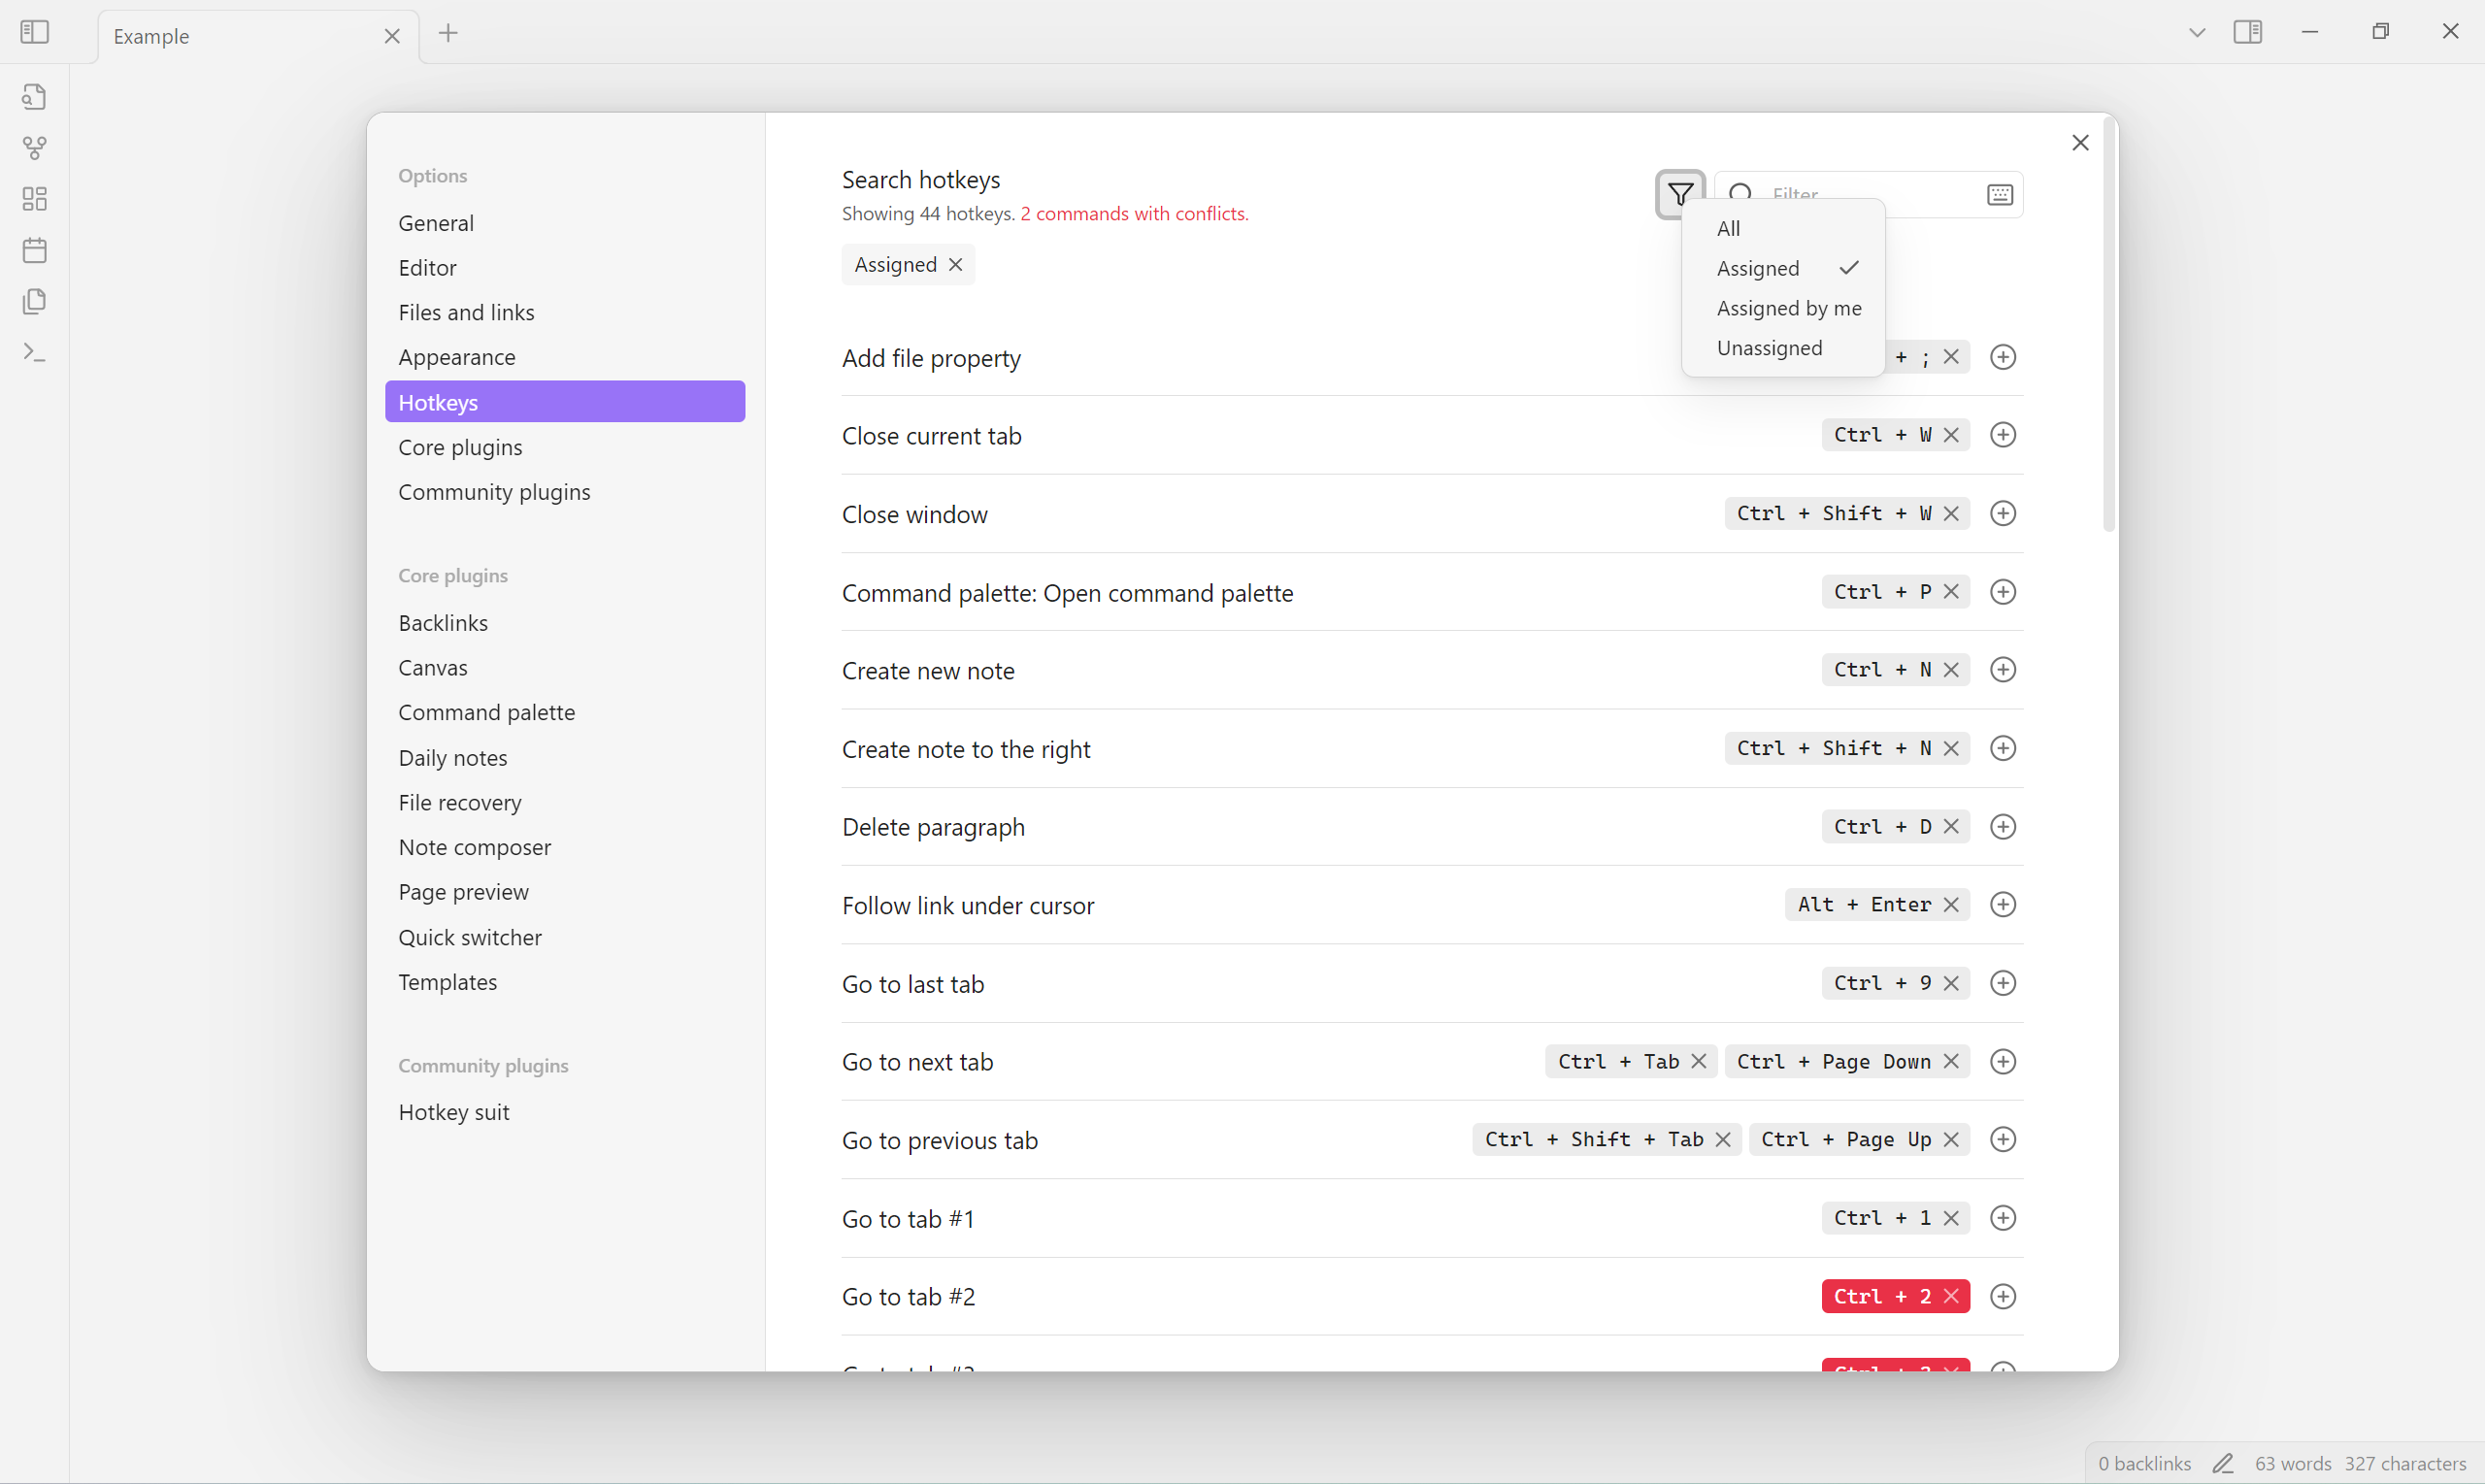 Example
Options
General
Editor
Files and links
Appearance
Hotkeys
Core plugins
Community plugins
Core plugins
Backlinks
Canvas
Command palette
Daily notes
File recovery
Note composer
Page preview
Quick switcher
Templates
Community plugins
Hotkey suit
Search hotkeys
Showing 44 hotkeys. 2 commands with conflicts.
Assigned
Filter
All
Assigned
Assigned by me
Unassigned
Add file property + ;
Close current tab Ctrl + W
Close window Ctrl + Shift + W
Command palette: Open command palette Ctrl + P
Create new note Ctrl + N
Create note to the right Ctrl + Shift + N
Delete paragraph Ctrl + D
Follow link under cursor Alt + Enter
Go to last tab Ctrl + 9
Go to next tab Ctrl + Tab Ctrl + Page Down
Go to previous tab Ctrl + Shift + Tab Ctrl + Page Up
Go to tab #1 Ctrl + 1
Go to tab #2 Ctrl + 2
0 backlinks 63 words 327 characters